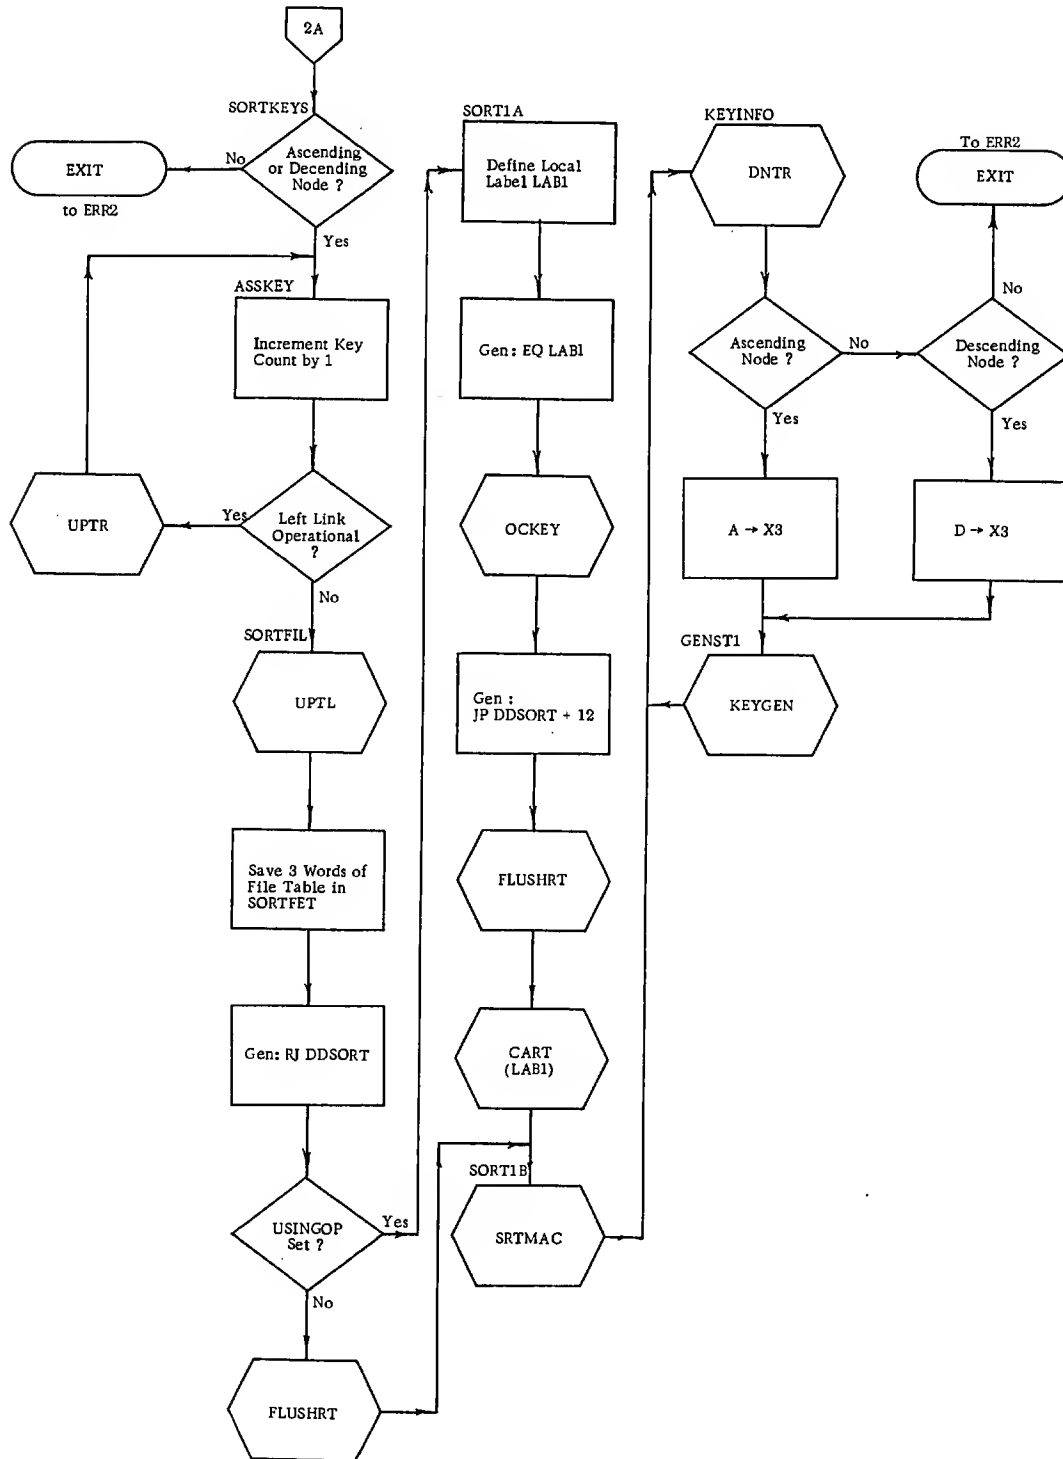 2A
SORTKEYS
Ascending
or Decending
Node ?
No
EXIT
to ERR2
Yes
ASSKEY
Increment Key
Count by 1
Left Link
Operational
?
Yes
UPTR
No
SORTFIL
UPTL
Save 3 Words of
File Table in
SORTFET
Gen: RJ DDSORT
USINGOP
Set ?
Yes
No
FLUSHRT
SORT1A
Define Local
Label LAB1
Gen: EQ LAB1
OCKEY
Gen :
JP DDSORT + 12
FLUSHRT
CART
(LAB1)
SORT1B
SRTMAC
KEYINFO
DNTR
Ascending
Node ?
No
Yes
A → X3
GENST1
KEYGEN
To ERR2
EXIT
No
Descending
Node ?
Yes
D → X3